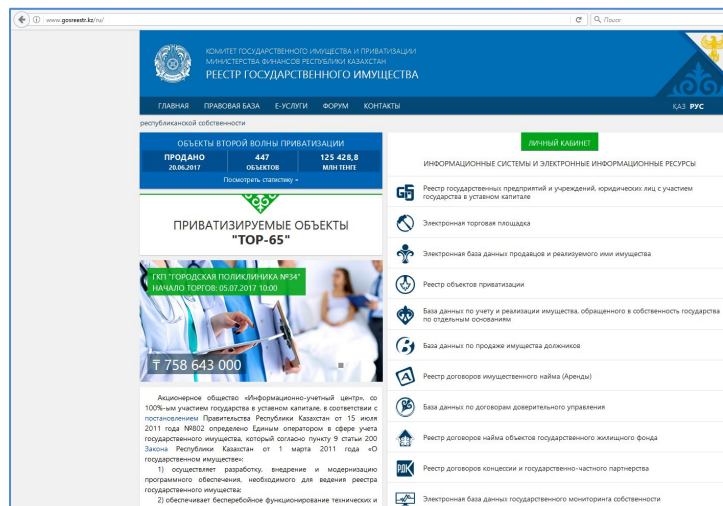 www.gosreestr.kz/ru/
Поиск
КОМИТЕТ ГОСУДАРСТВЕННОГО ИМУЩЕСТВА И ПРИВАТИЗАЦИИ
МИНИСТЕРСТВА ФИНАНСОВ РЕСПУБЛИКИ КАЗАХСТАН
РЕЕСТР ГОСУДАРСТВЕННОГО ИМУЩЕСТВА
ГЛАВНАЯ ПРАВОВАЯ БАЗА Е-УСЛУГИ ФОРУМ КОНТАКТЫ ҚАЗ РУС
республиканской собственности
ОБЪЕКТЫ ВТОРОЙ ВОЛНЫ ПРИВАТИЗАЦИИ
ПРОДАНО 447 125 428,8
20.06.2017 ОБЪЕКТОВ МЛН ТЕНГЕ
Посмотреть статистику
ПРИВАТИЗИРУЕМЫЕ ОБЪЕКТЫ
"TOP-65"
ГКП "ГОРОДСКАЯ ПОЛИКЛИНИКА №34"
НАЧАЛО ТОРГОВ: 05.07.2017 10:00
₸ 758 643 000
Акционерное общество «Информационно-учетный центр», со
100%-ым участием государства в уставном капитале, в соответствии с
постановлением Правительства Республики Казахстан от 15 июля
2011 года №802 определено Единым оператором в сфере учета
государственного имущества, который согласно пункту 9 статьи 200
Закона Республики Казахстан от 1 марта 2011 года «О
государственном имуществе»:
1) осуществляет разработку, внедрение и модернизацию
программного обеспечения, необходимого для ведения реестра
государственного имущества;
2) обеспечивает бесперебойное функционирование технических и
ЛИЧНЫЙ КАБИНЕТ
ИНФОРМАЦИОННЫЕ СИСТЕМЫ И ЭЛЕКТРОННЫЕ ИНФОРМАЦИОННЫЕ РЕСУРСЫ
Реестр государственных предприятий и учреждений, юридических лиц с участием
государства в уставном капитале
Электронная торговая площадка
Электронная база данных продавцов и реализуемого ими имущества
Реестр объектов приватизации
База данных по учету и реализации имущества, обращенного в собственность государства
по отдельным основаниям
База данных по продаже имущества должников
Реестр договоров имущественного найма (Аренды)
База данных по договорам доверительного управления
Реестр договоров найма объектов государственного жилищного фонда
РДК Реестр договоров концессии и государственно-частного партнерства
Электронная база данных государственного мониторинга собственности